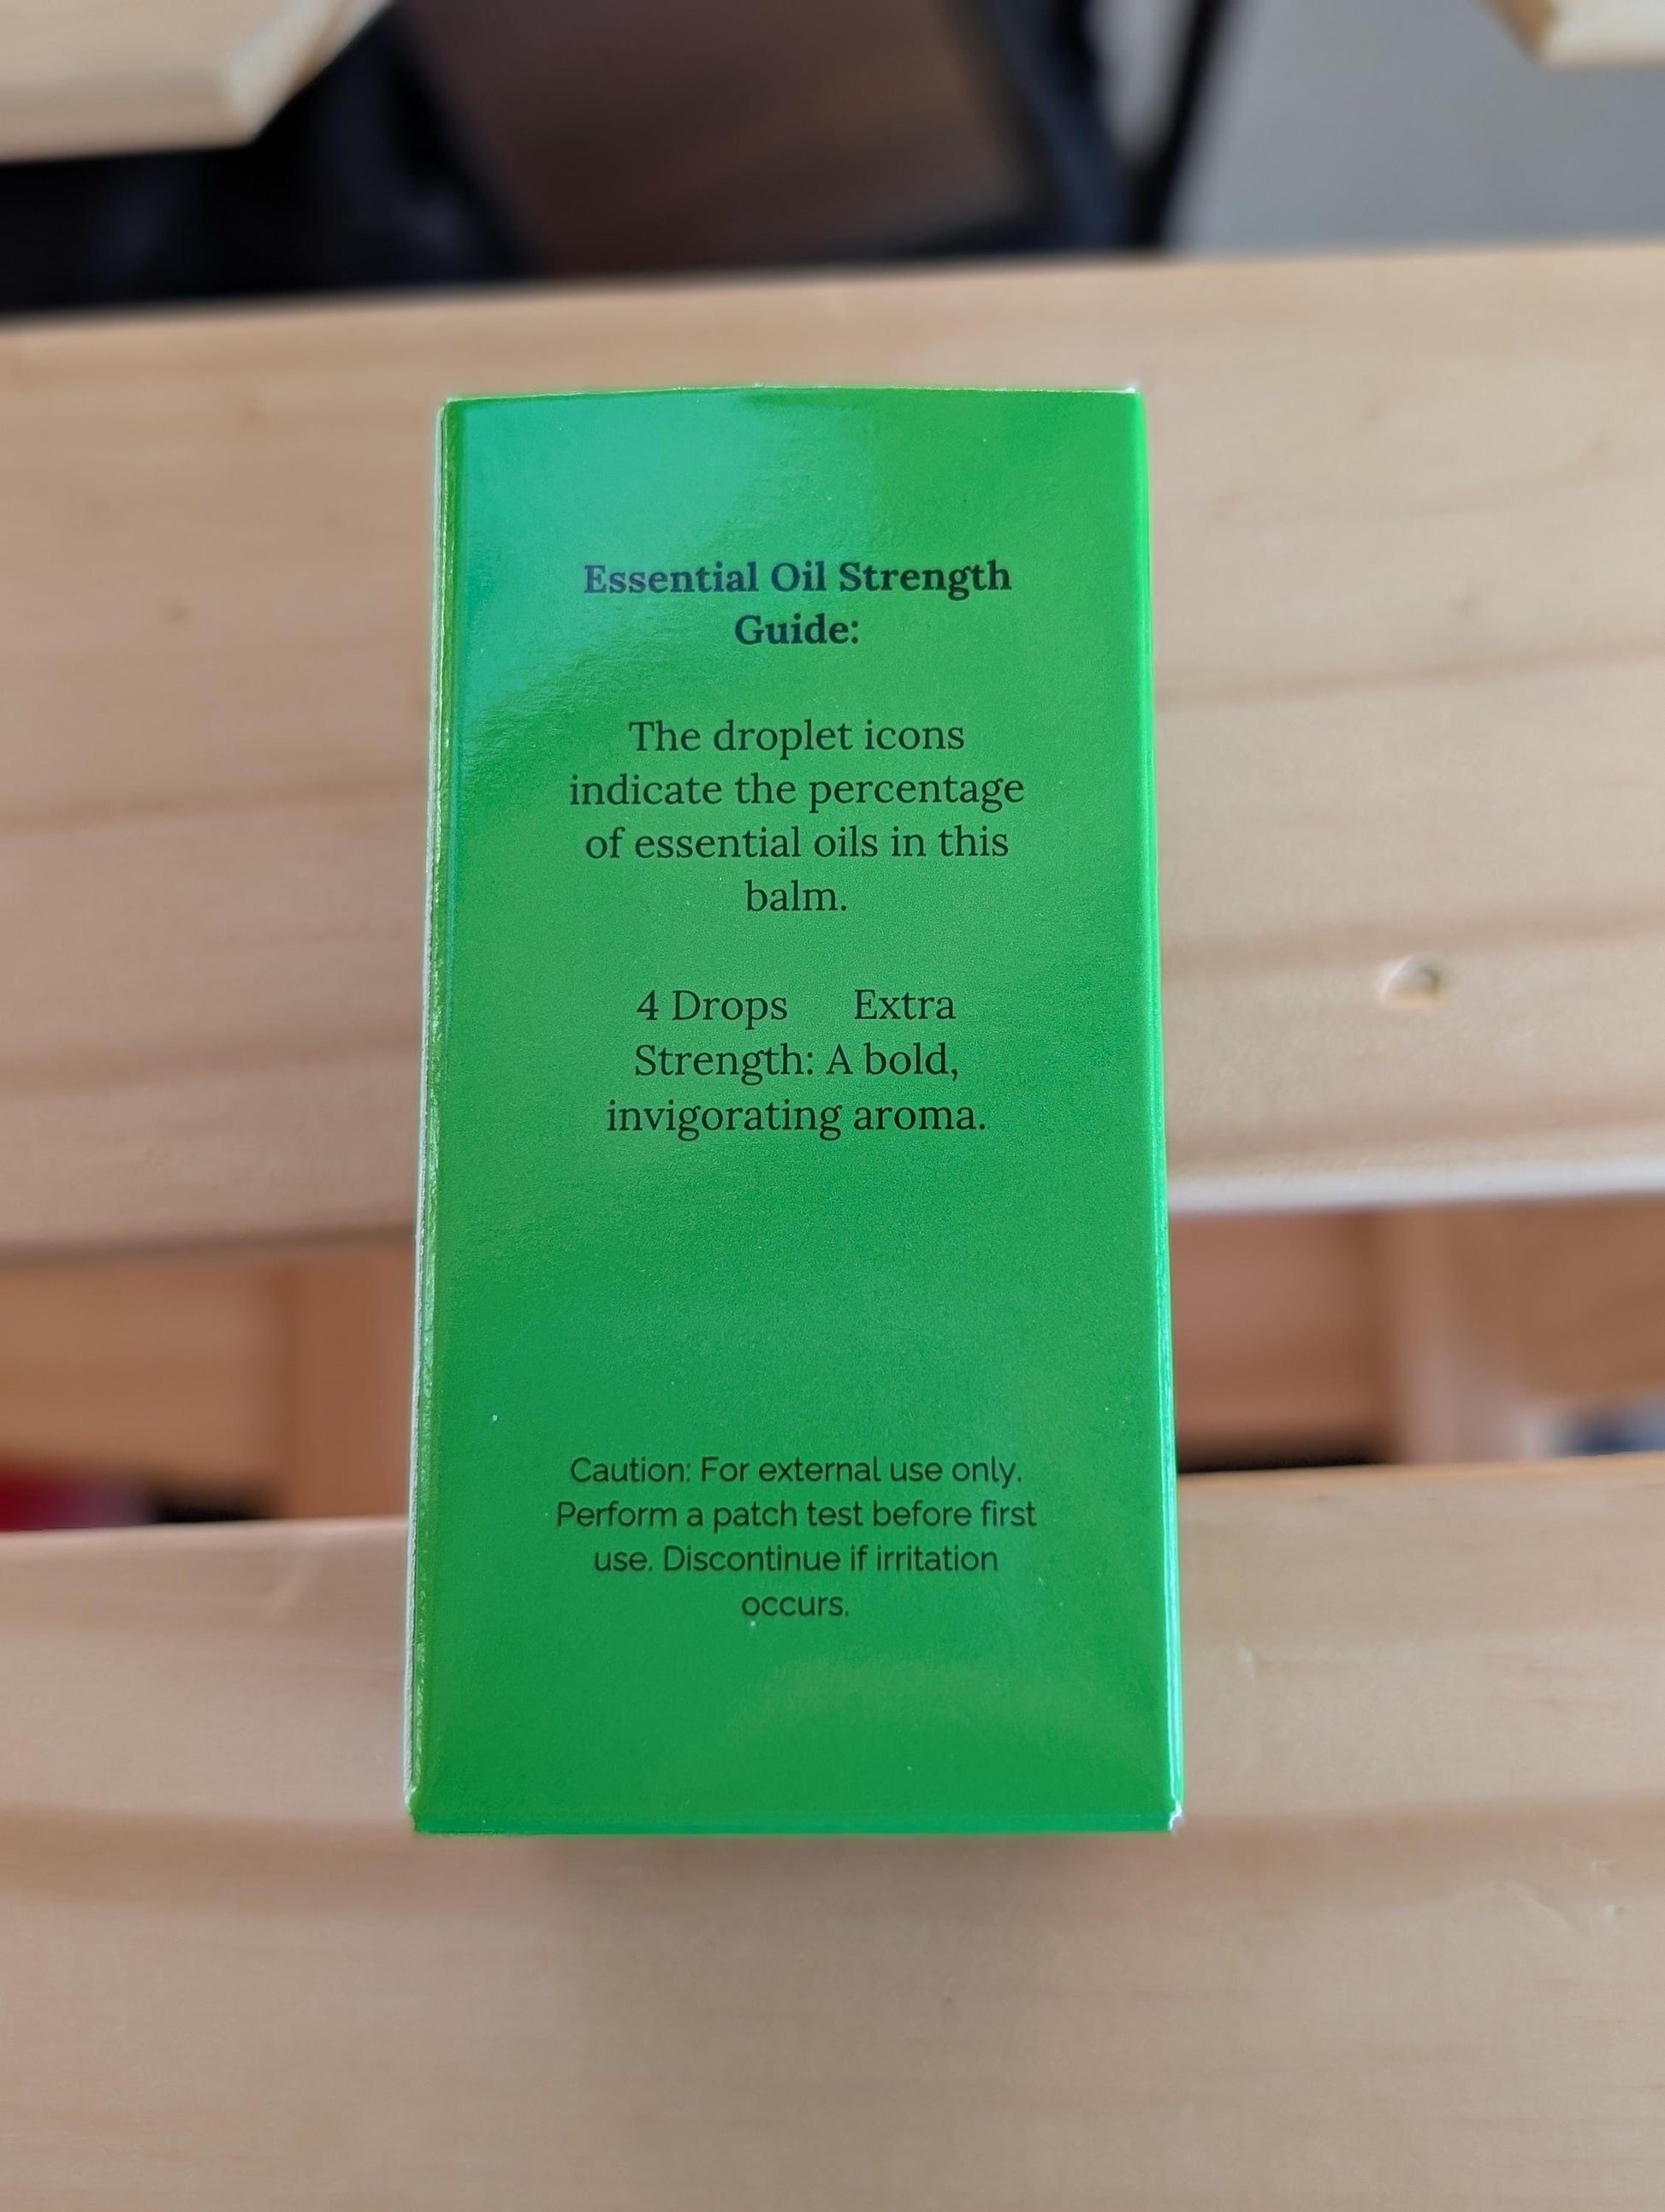 Essential Oil Strength
Guide:
The droplet icons
indicate the percentage
of essential oils in this
balm.
4 Drops Extra
Strength: A bold,
invigorating aroma.
Caution: For external use only.
Perform a patch test before first
use. Discontinue if irritation
occurs.